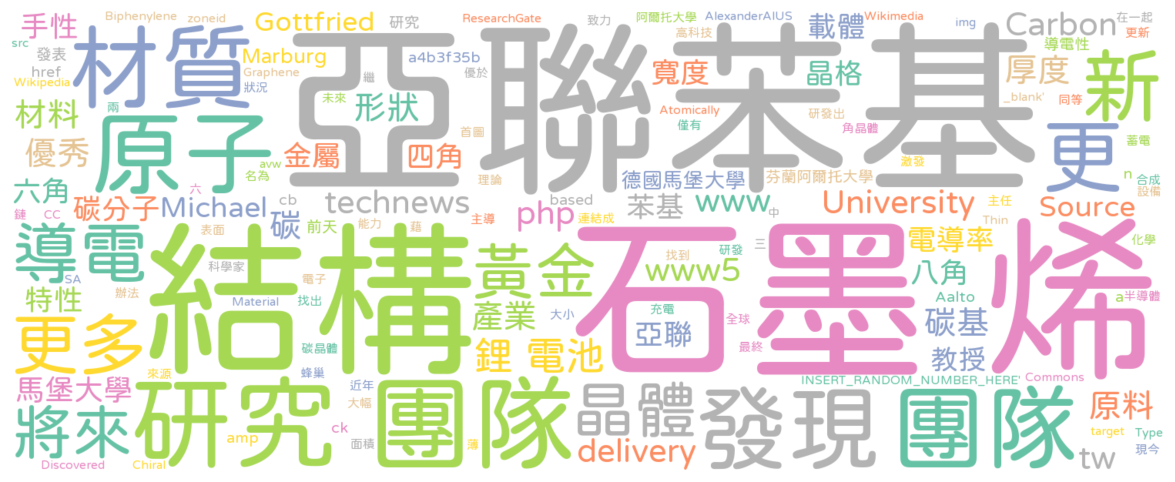 亞聯苯基
石墨烯
結構
研究 團隊
團隊
發現
原子
材質
導電
新
更
更多
將來
黃金
晶體
產業
鋰 電池
碳基
教授
亞聯
八角
電導率
原料
tw
delivery
馬堡大學
特性
六角
碳分子
優秀
材料
手性
Gottfried
Marburg
Michael
technews
php
www
www5
University
Source
Carbon
載體
晶格
寬度
厚度
形狀
金屬
四角
碳
苯基
德國馬堡大學
芬蘭阿爾托大學
Aalto
Biphenylene
zoneid
研究
ResearchGate
致力
阿爾托大學
AlexanderAIUS
Wikimedia
img
在一起
更新
導電性
高科技
src
發表
href
Wikipedia
Graphene
狀況
a4b3f35b
優於
繼
未來
兩
首圖
理論
avw
名為
Atomically
僅有
研發出
角晶體
_blank'
同等
蓄電
激發
n
合成
設備
主任
Thin
中
based
cb
六
鏈
CC
表面
前天
能力
藉
主導
連結成
三
找到
研發
化學
a
半導體
科學家
SA
辦法
電子
Material
找出
大小
充電
全球
最終
碳晶體
來源
蜂巢
近年
大幅
INSERT_RANDOM_NUMBER_HERE'
Commons
target
Type
現今
ck
amp
面積
薄
Discovered
Chiral